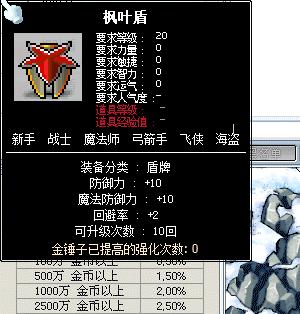 枫叶盾
要求等级: 20
要求力量: 0
要求敏捷: -
要求智力: -
要求运气: -
要求人气度: -
道具等级: -
道具经验值: -
新手 战士 魔法师 弓箭手 飞侠 海盗
装备分类 : 盾牌
防御力 : +10
魔法防御力 : +10
回避率 : +2
可升级次数 : 10回
金锤子已提高的强化次数: 0
500万 金币以上 1,50%
1000万 金币以上 2,00%
2500万 金币以上 2,50%